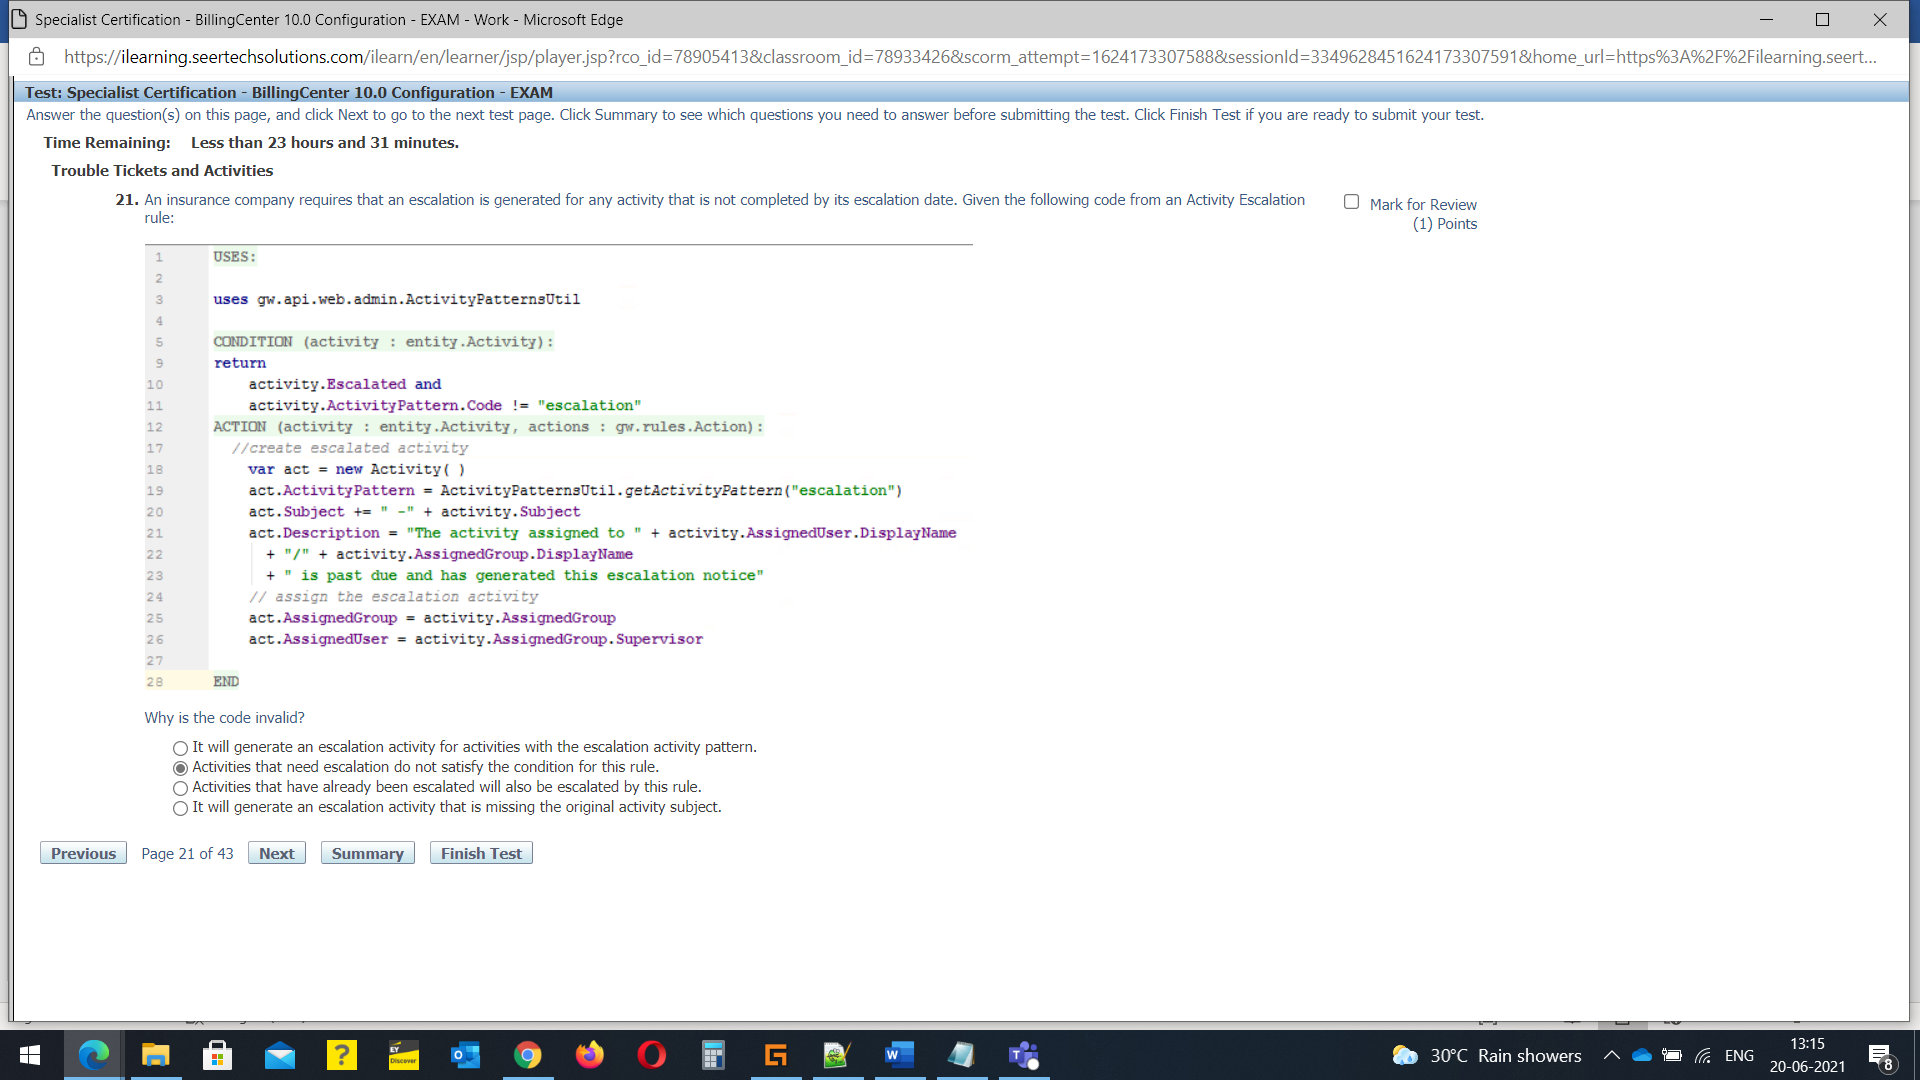 Specialist Certification - BillingCenter 10.0 Configuration - EXAM - Work - Microsoft Edge
https://ilearning.seertechsolutions.com/ilearn/en/learner/jsp/player.jsp?rco_id=78905413&classroom_id=78933426&scorm_attempt=1624173307588&sessionId=3349628451624173307591&home_url=https%3A%2F%2Filearning.seert...
Test: Specialist Certification - BillingCenter 10.0 Configuration - EXAM
Answer the question(s) on this page, and click Next to go to the next test page. Click Summary to see which questions you need to answer before submitting the test. Click Finish Test if you are ready to submit your test.
Time Remaining: Less than 23 hours and 31 minutes.
Trouble Tickets and Activities
21. An insurance company requires that an escalation is generated for any activity that is not completed by its escalation date. Given the following code from an Activity Escalation
rule:
Mark for Review
(1) Points
1 USES:
2
3 uses gw.api.web.admin.ActivityPatternsUtil
4
5 CONDITION (activity : entity.Activity):
9 return
10 activity.Escalated and
11 activity.ActivityPattern.Code != "escalation"
12 ACTION (activity : entity.Activity, actions : gw.rules.Action):
17 //create escalated activity
18 var act = new Activity( )
19 act.ActivityPattern = ActivityPatternsUtil.getActivityPattern("escalation")
20 act.Subject += " -" + activity.Subject
21 act.Description = "The activity assigned to " + activity.AssignedUser.DisplayName
22 + "/" + activity.AssignedGroup.DisplayName
23 + " is past due and has generated this escalation notice"
24 // assign the escalation activity
25 act.AssignedGroup = activity.AssignedGroup
26 act.AssignedUser = activity.AssignedGroup.Supervisor
27
28 END
Why is the code invalid?
It will generate an escalation activity for activities with the escalation activity pattern.
Activities that need escalation do not satisfy the condition for this rule.
Activities that have already been escalated will also be escalated by this rule.
It will generate an escalation activity that is missing the original activity subject.
Previous Page 21 of 43 Next Summary Finish Test
30°C Rain showers ENG
13:15
20-06-2021
8